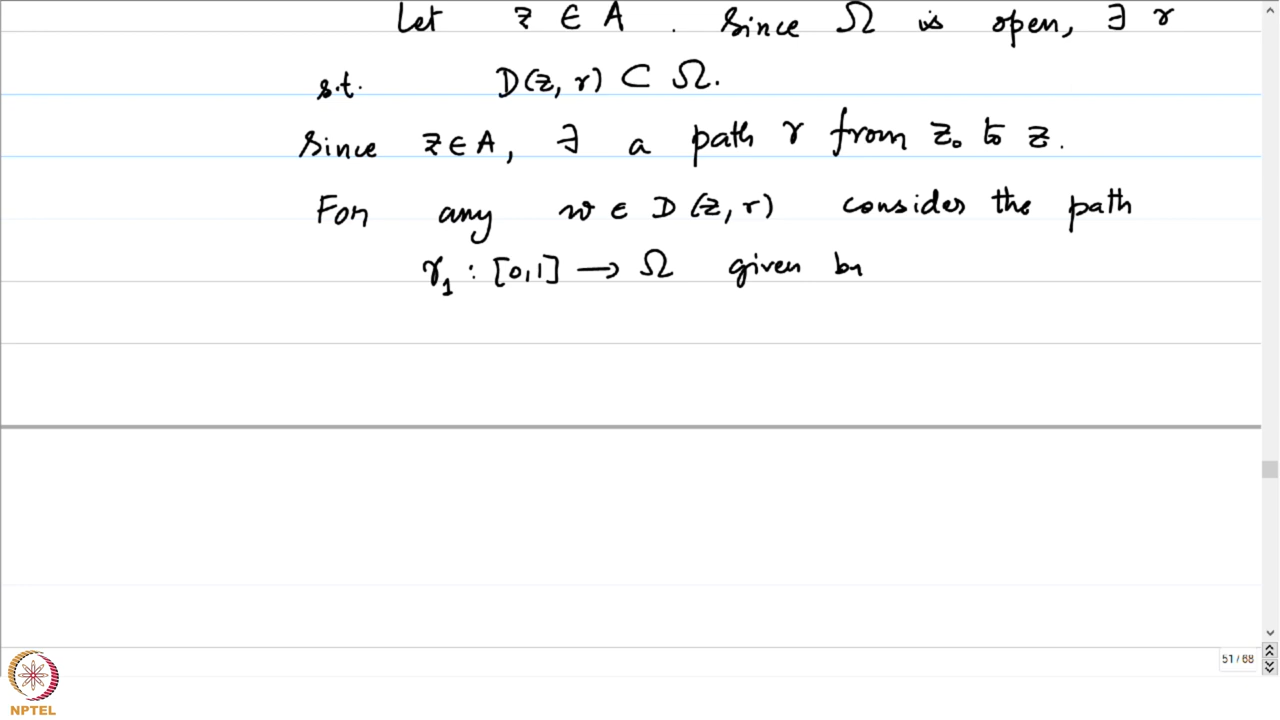 Let z ∈ A . Since Ω is open, ∃ r
s.t. D(z, r) ⊂ Ω.
Since z ∈ A, ∃ a path γ from z₀ to z.
For any w ∈ D(z, r) consider the path
γ₁ : [0,1] → Ω given by
51 / 68
NPTEL